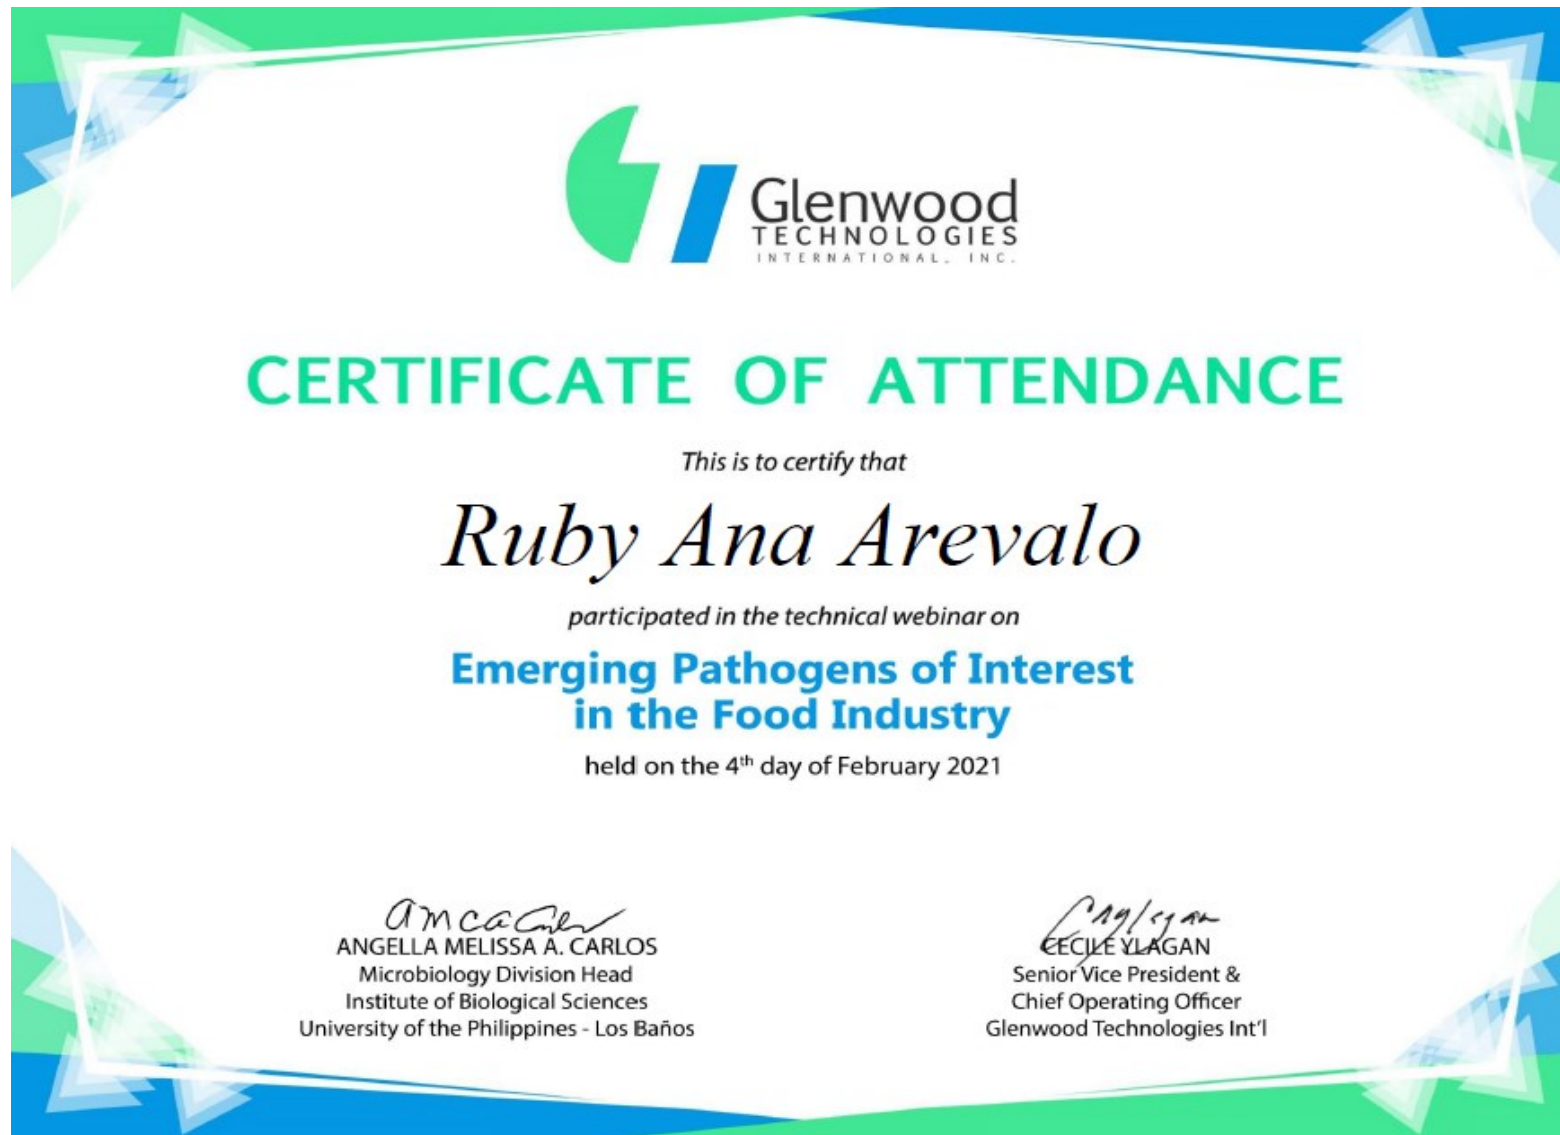 Glenwood
TECHNOLOGIES
INTERNATIONAL, INC.
CERTIFICATE OF ATTENDANCE
This is to certify that
Ruby Ana Arevalo
participated in the technical webinar on
Emerging Pathogens of Interest
in the Food Industry
held on the 4th day of February 2021
ANGELLA MELISSA A. CARLOS
Microbiology Division Head
Institute of Biological Sciences
University of the Philippines - Los Baños
CECILE YLAGAN
Senior Vice President &
Chief Operating Officer
Glenwood Technologies Int'l